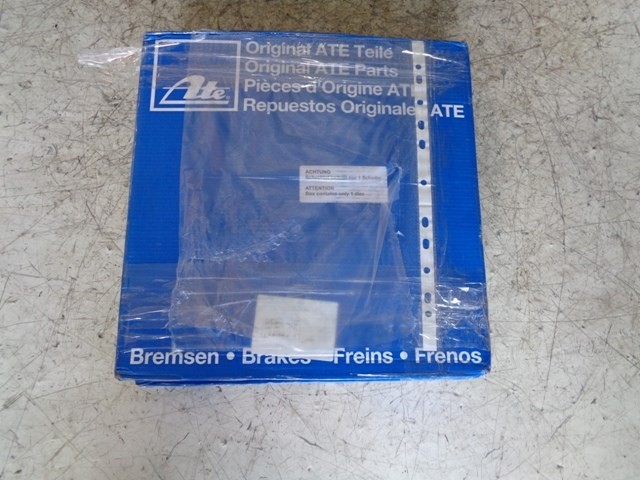 Ate
Original ATE Teile
Original ATE Parts
Pièces d'Origine ATE
Repuestos Originales ATE
ACHTUNG
ATTENTION
Box contains only 1 disc
Bremsen • Brakes • Freins • Frenos